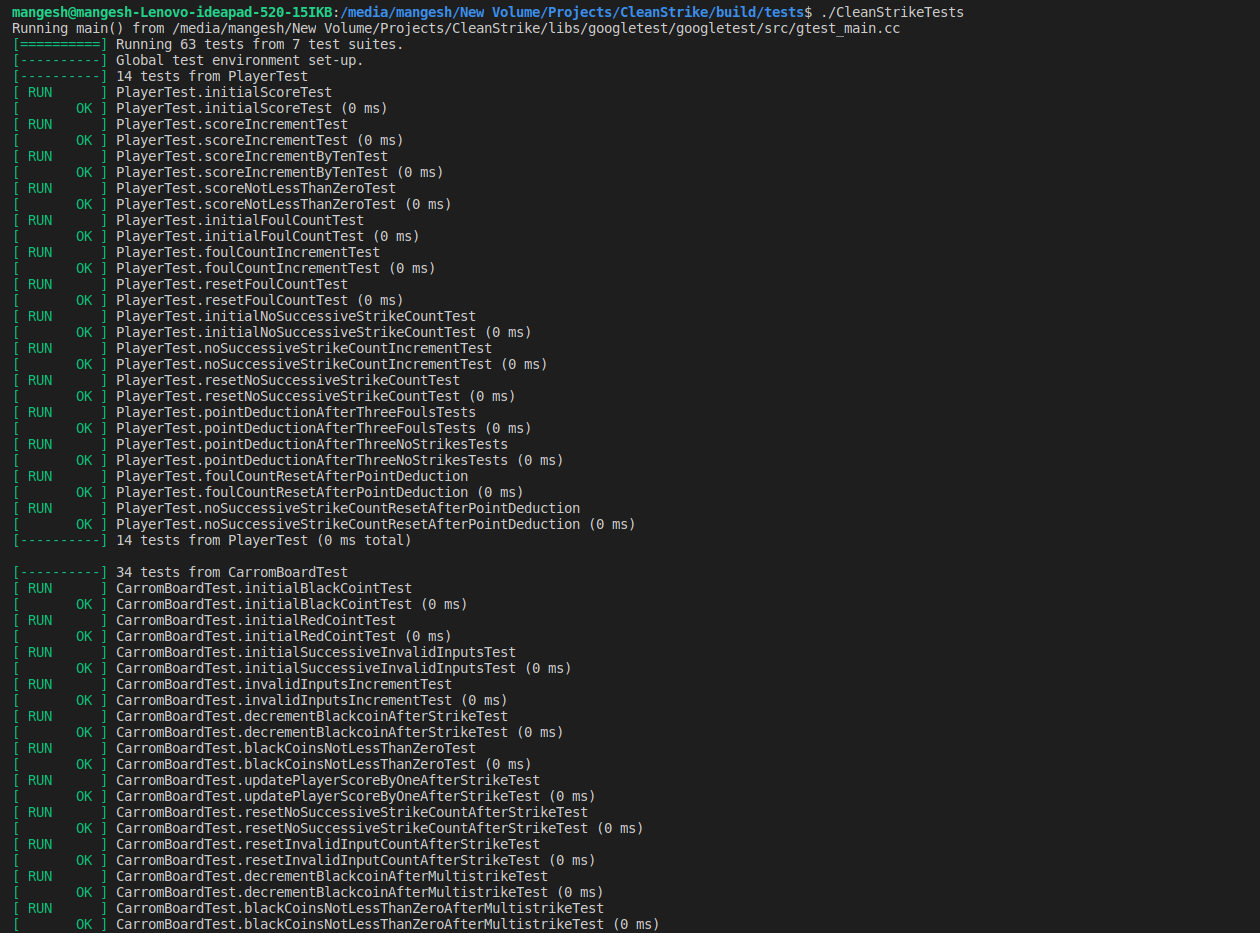 mangesh@mangesh-Lenovo-ideapad-520-15IKB:/media/mangesh/New Volume/Projects/CleanStrike/build/tests$ ./CleanStrikeTests
Running main() from /media/mangesh/New Volume/Projects/CleanStrike/libs/googletest/googletest/src/gtest_main.cc
[==========] Running 63 tests from 7 test suites.
[----------] Global test environment set-up.
[----------] 14 tests from PlayerTest
[ RUN      ] PlayerTest.initialScoreTest
[       OK ] PlayerTest.initialScoreTest (0 ms)
[ RUN      ] PlayerTest.scoreIncrementTest
[       OK ] PlayerTest.scoreIncrementTest (0 ms)
[ RUN      ] PlayerTest.scoreIncrementByTenTest
[       OK ] PlayerTest.scoreIncrementByTenTest (0 ms)
[ RUN      ] PlayerTest.scoreNotLessThanZeroTest
[       OK ] PlayerTest.scoreNotLessThanZeroTest (0 ms)
[ RUN      ] PlayerTest.initialFoulCountTest
[       OK ] PlayerTest.initialFoulCountTest (0 ms)
[ RUN      ] PlayerTest.foulCountIncrementTest
[       OK ] PlayerTest.foulCountIncrementTest (0 ms)
[ RUN      ] PlayerTest.resetFoulCountTest
[       OK ] PlayerTest.resetFoulCountTest (0 ms)
[ RUN      ] PlayerTest.initialNoSuccessiveStrikeCountTest
[       OK ] PlayerTest.initialNoSuccessiveStrikeCountTest (0 ms)
[ RUN      ] PlayerTest.noSuccessiveStrikeCountIncrementTest
[       OK ] PlayerTest.noSuccessiveStrikeCountIncrementTest (0 ms)
[ RUN      ] PlayerTest.resetNoSuccessiveStrikeCountTest
[       OK ] PlayerTest.resetNoSuccessiveStrikeCountTest (0 ms)
[ RUN      ] PlayerTest.pointDeductionAfterThreeFoulsTests
[       OK ] PlayerTest.pointDeductionAfterThreeFoulsTests (0 ms)
[ RUN      ] PlayerTest.pointDeductionAfterThreeNoStrikesTests
[       OK ] PlayerTest.pointDeductionAfterThreeNoStrikesTests (0 ms)
[ RUN      ] PlayerTest.foulCountResetAfterPointDeduction
[       OK ] PlayerTest.foulCountResetAfterPointDeduction (0 ms)
[ RUN      ] PlayerTest.noSuccessiveStrikeCountResetAfterPointDeduction
[       OK ] PlayerTest.noSuccessiveStrikeCountResetAfterPointDeduction (0 ms)
[----------] 14 tests from PlayerTest (0 ms total)
[----------] 34 tests from CarromBoardTest
[ RUN      ] CarromBoardTest.initialBlackCointTest
[       OK ] CarromBoardTest.initialBlackCointTest (0 ms)
[ RUN      ] CarromBoardTest.initialRedCointTest
[       OK ] CarromBoardTest.initialRedCointTest (0 ms)
[ RUN      ] CarromBoardTest.initialSuccessiveInvalidInputsTest
[       OK ] CarromBoardTest.initialSuccessiveInvalidInputsTest (0 ms)
[ RUN      ] CarromBoardTest.invalidInputsIncrementTest
[       OK ] CarromBoardTest.invalidInputsIncrementTest (0 ms)
[ RUN      ] CarromBoardTest.decrementBlackcoinAfterStrikeTest
[       OK ] CarromBoardTest.decrementBlackcoinAfterStrikeTest (0 ms)
[ RUN      ] CarromBoardTest.blackCoinsNotLessThanZeroTest
[       OK ] CarromBoardTest.blackCoinsNotLessThanZeroTest (0 ms)
[ RUN      ] CarromBoardTest.updatePlayerScoreByOneAfterStrikeTest
[       OK ] CarromBoardTest.updatePlayerScoreByOneAfterStrikeTest (0 ms)
[ RUN      ] CarromBoardTest.resetNoSuccessiveStrikeCountAfterStrikeTest
[       OK ] CarromBoardTest.resetNoSuccessiveStrikeCountAfterStrikeTest (0 ms)
[ RUN      ] CarromBoardTest.resetInvalidInputCountAfterStrikeTest
[       OK ] CarromBoardTest.resetInvalidInputCountAfterStrikeTest (0 ms)
[ RUN      ] CarromBoardTest.decrementBlackcoinAfterMultistrikeTest
[       OK ] CarromBoardTest.decrementBlackcoinAfterMultistrikeTest (0 ms)
[ RUN      ] CarromBoardTest.blackCoinsNotLessThanZeroAfterMultistrikeTest
[       OK ] CarromBoardTest.blackCoinsNotLessThanZeroAfterMultistrikeTest (0 ms)